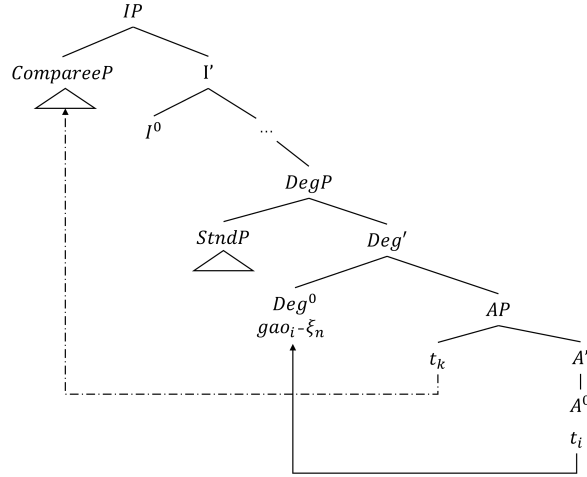 IP
CompareeP I’
I⁰ ...
DegP
StndP Deg′
Deg⁰ AP
gaoᵢ-ξₙ
tₖ A′
A⁰
tᵢ